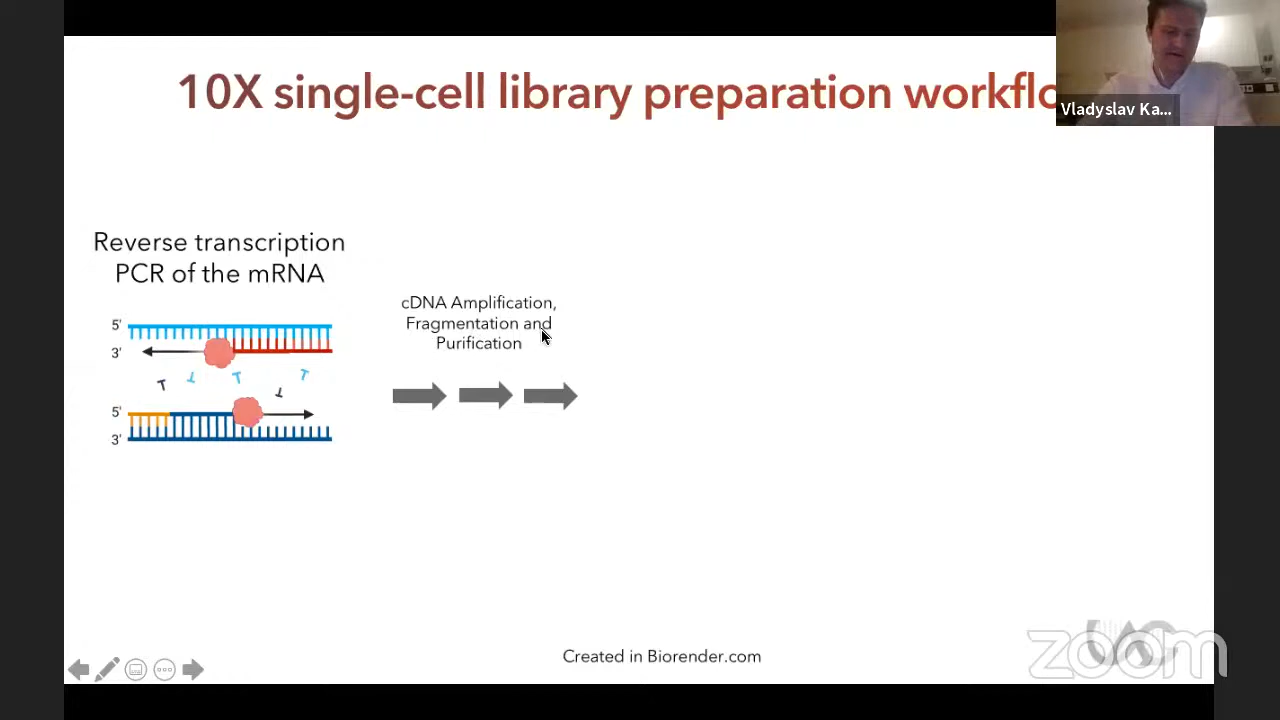 10X single-cell library preparation workflo
Vladyslav Ka...
Reverse transcription
PCR of the mRNA
cDNA Amplification,
Fragmentation and
Purification
5'
3'
5'
3'
Created in Biorender.com
zoom